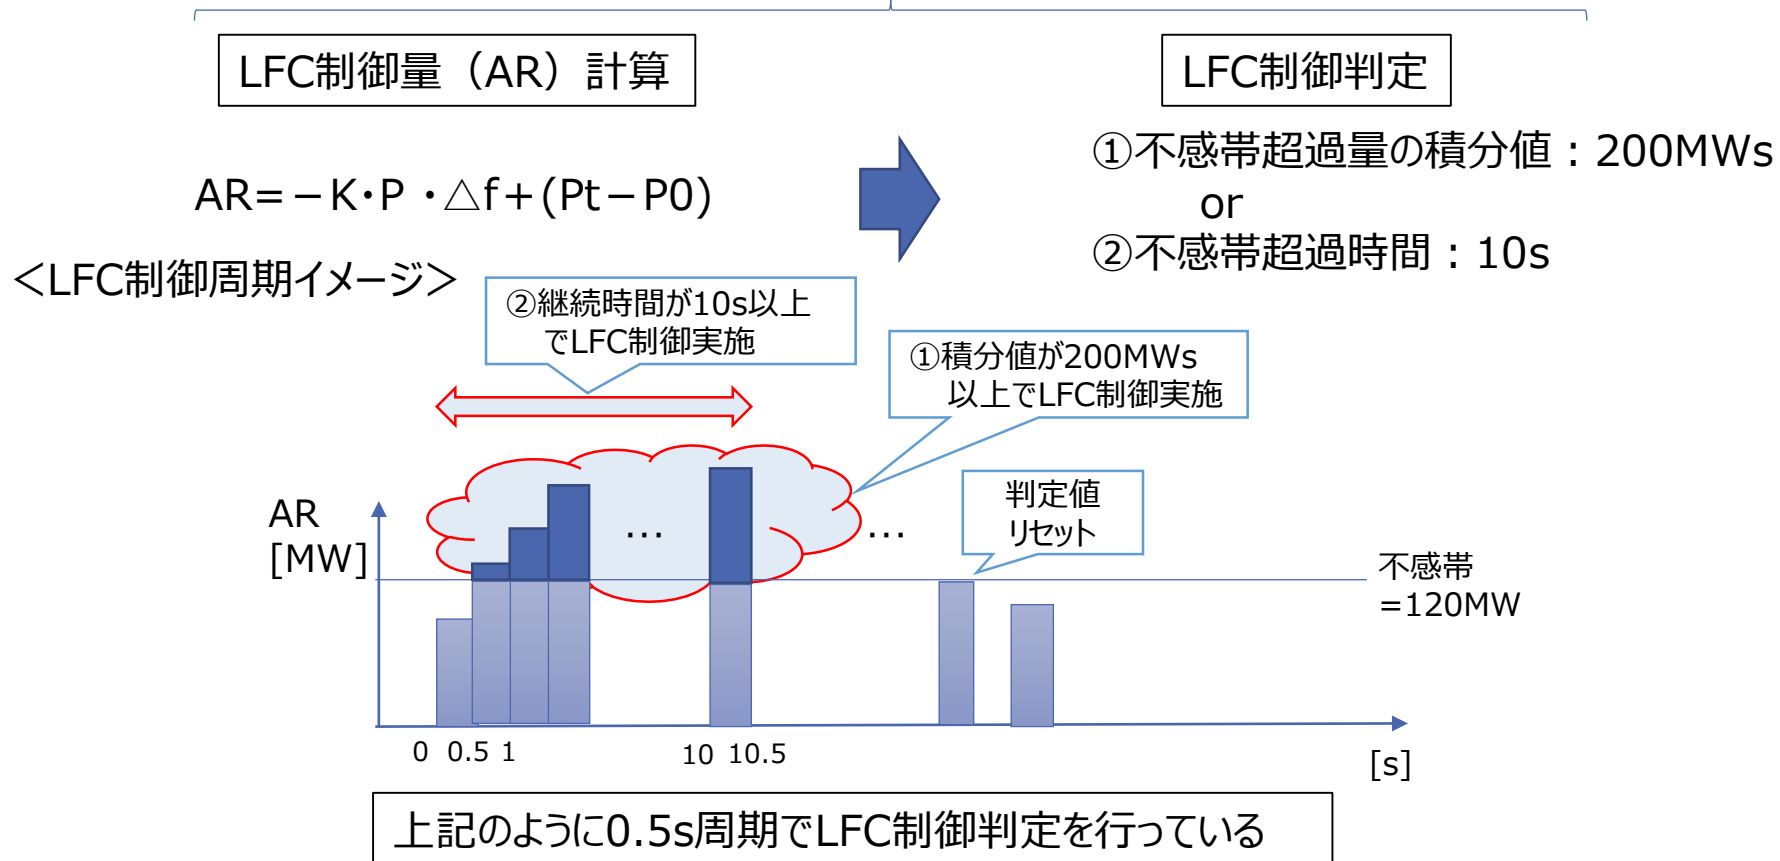 LFC制御量（AR）計算
LFC制御判定
AR=－K・P・△f＋(Pt－P0)
①不感帯超過量の積分値：200MWs
or
②不感帯超過時間：10s
＜LFC制御周期イメージ＞
②継続時間が10s以上
でLFC制御実施
①積分値が200MWs
以上でLFC制御実施
判定値
リセット
AR
[MW]
…
…
不感帯
=120MW
0 0.5 1 10 10.5
[s]
上記のように0.5s周期でLFC制御判定を行っている